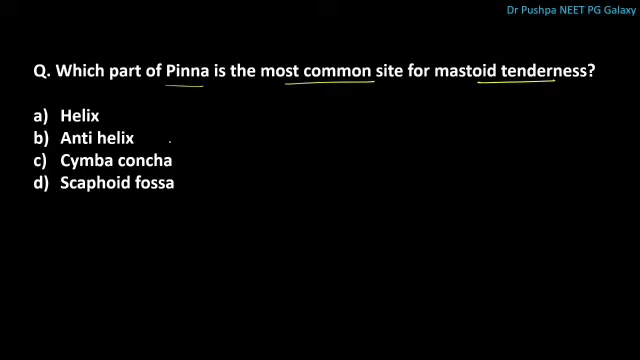 Dr Pushpa NEET PG Galaxy
Q. Which part of Pinna is the most common site for mastoid tenderness?
a) Helix
b) Anti helix
c) Cymba concha
d) Scaphoid fossa